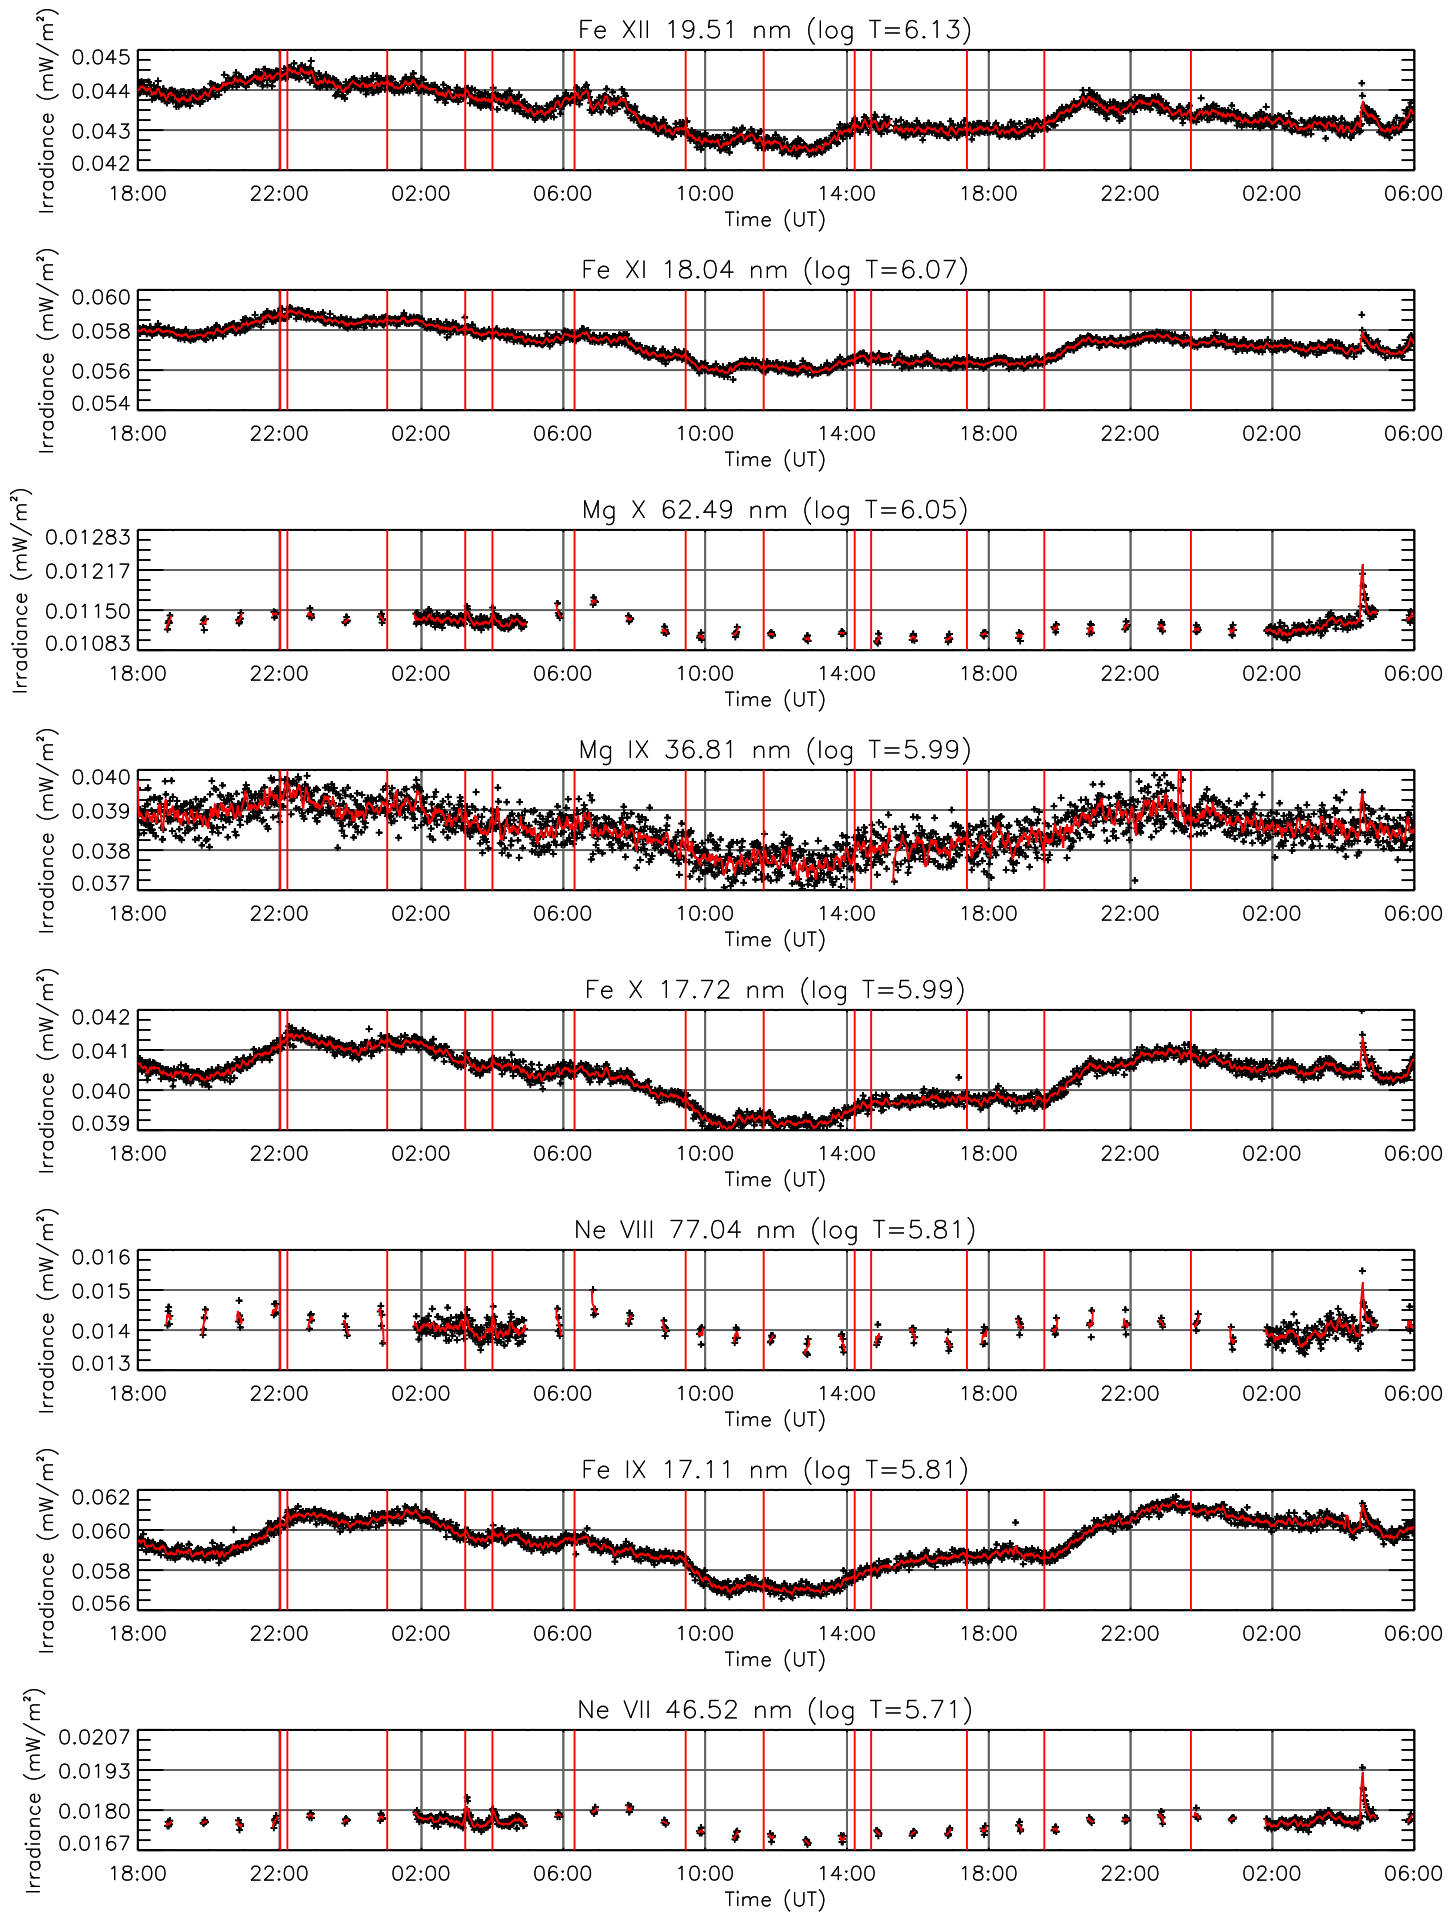 Fe XII 19.51 nm (log T=6.13)
Irradiance (mW/m²)
0.045
0.044
0.043
0.042
18:00 22:00 02:00 06:00 10:00 14:00 18:00 22:00 02:00 06:00
Time (UT)
Fe XI 18.04 nm (log T=6.07)
Irradiance (mW/m²)
0.060
0.058
0.056
0.054
18:00 22:00 02:00 06:00 10:00 14:00 18:00 22:00 02:00 06:00
Time (UT)
Mg X 62.49 nm (log T=6.05)
Irradiance (mW/m²)
0.01283
0.01217
0.01150
0.01083
18:00 22:00 02:00 06:00 10:00 14:00 18:00 22:00 02:00 06:00
Time (UT)
Mg IX 36.81 nm (log T=5.99)
Irradiance (mW/m²)
0.040
0.039
0.038
0.037
18:00 22:00 02:00 06:00 10:00 14:00 18:00 22:00 02:00 06:00
Time (UT)
Fe X 17.72 nm (log T=5.99)
Irradiance (mW/m²)
0.042
0.041
0.040
0.039
18:00 22:00 02:00 06:00 10:00 14:00 18:00 22:00 02:00 06:00
Time (UT)
Ne VIII 77.04 nm (log T=5.81)
Irradiance (mW/m²)
0.016
0.015
0.014
0.013
18:00 22:00 02:00 06:00 10:00 14:00 18:00 22:00 02:00 06:00
Time (UT)
Fe IX 17.11 nm (log T=5.81)
Irradiance (mW/m²)
0.062
0.060
0.058
0.056
18:00 22:00 02:00 06:00 10:00 14:00 18:00 22:00 02:00 06:00
Time (UT)
Ne VII 46.52 nm (log T=5.71)
Irradiance (mW/m²)
0.0207
0.0193
0.0180
0.0167
18:00 22:00 02:00 06:00 10:00 14:00 18:00 22:00 02:00 06:00
Time (UT)